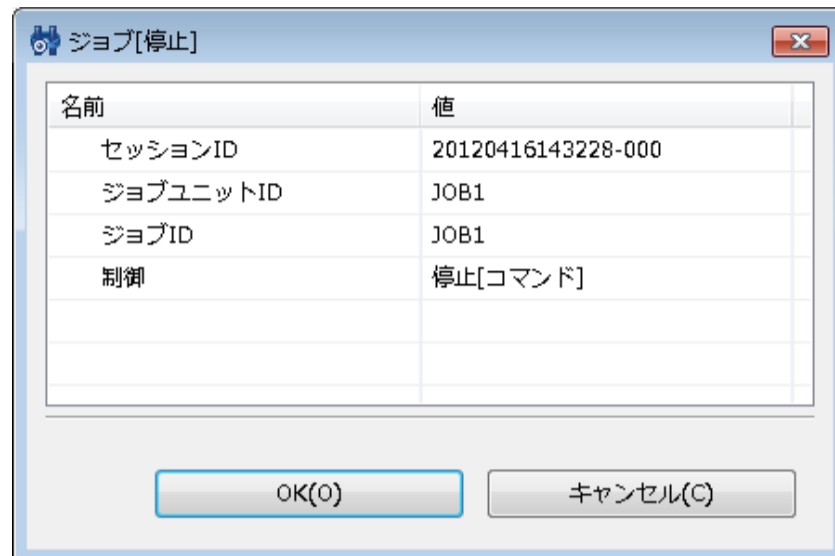 ジョブ[停止]
名前 値
セッションID 20120416143228-000
ジョブユニットID JOB1
ジョブID JOB1
制御 停止[コマンド]
OK(O) キャンセル(C)